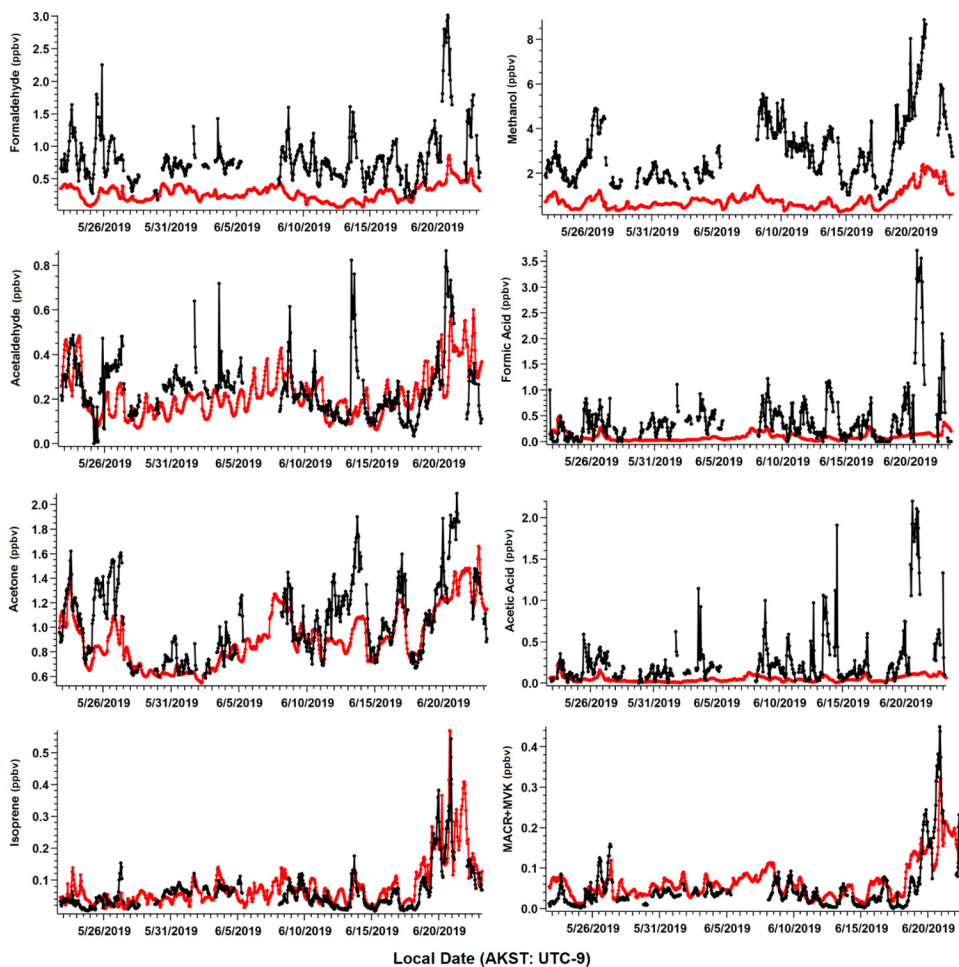 Formaldehyde (ppbv)
3.0
2.5
2.0
1.5
1.0
0.5
5/26/2019 5/31/2019 6/5/2019 6/10/2019 6/15/2019 6/20/2019
Methanol (ppbv)
8
6
4
2
5/26/2019 5/31/2019 6/5/2019 6/10/2019 6/15/2019 6/20/2019
Acetaldehyde (ppbv)
0.8
0.6
0.4
0.2
0.0
5/26/2019 5/31/2019 6/5/2019 6/10/2019 6/15/2019 6/20/2019
Formic Acid (ppbv)
3.5
3.0
2.5
2.0
1.5
1.0
0.5
0.0
5/26/2019 5/31/2019 6/5/2019 6/10/2019 6/15/2019 6/20/2019
Acetone (ppbv)
2.0
1.8
1.6
1.4
1.2
1.0
0.8
0.6
5/26/2019 5/31/2019 6/5/2019 6/10/2019 6/15/2019 6/20/2019
Acetic Acid (ppbv)
2.0
1.5
1.0
0.5
0.0
5/26/2019 5/31/2019 6/5/2019 6/10/2019 6/15/2019 6/20/2019
Isoprene (ppbv)
0.5
0.4
0.3
0.2
0.1
5/26/2019 5/31/2019 6/5/2019 6/10/2019 6/15/2019 6/20/2019
MACR+MVK (ppbv)
0.4
0.3
0.2
0.1
0.0
5/26/2019 5/31/2019 6/5/2019 6/10/2019 6/15/2019 6/20/2019
Local Date (AKST: UTC-9)